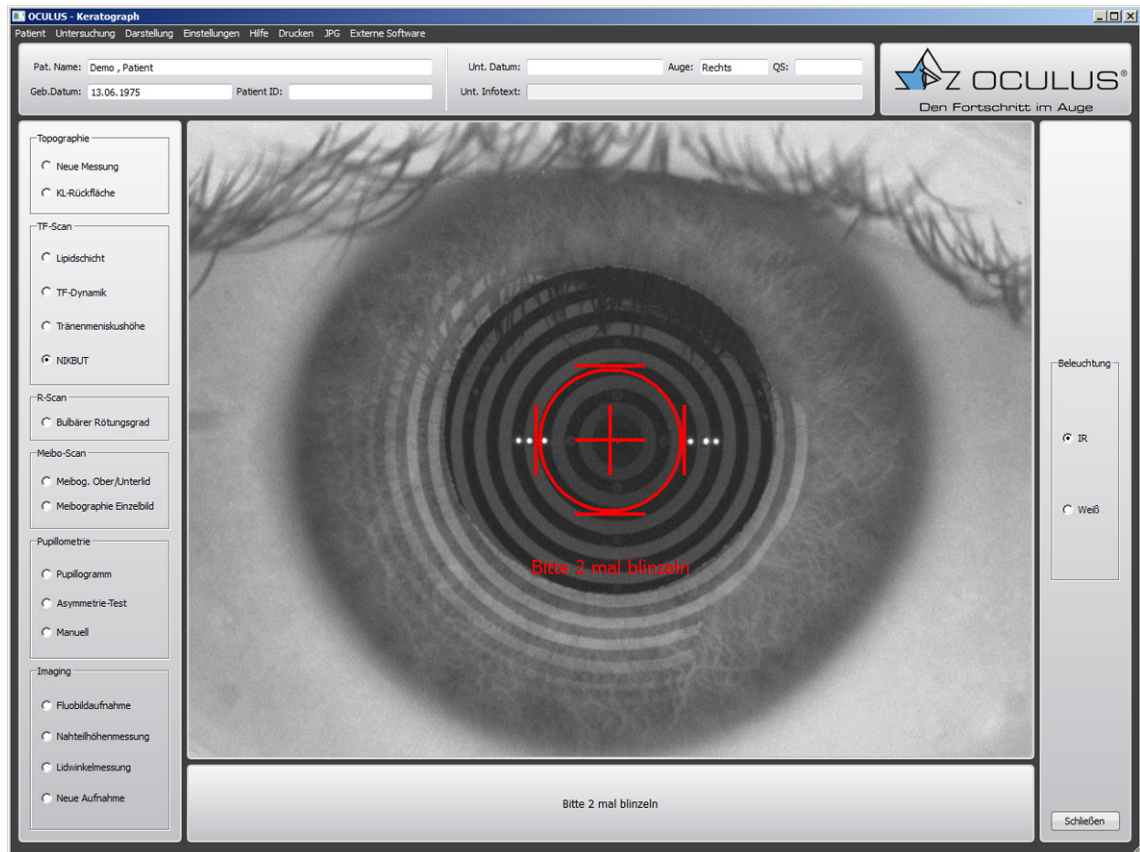 OCULUS - Keratograph
Patient Untersuchung Darstellung Einstellungen Hilfe Drucken JPG Externe Software
Pat. Name: Demo , Patient
Geb.Datum: 13.06.1975 Patient ID:
Unt. Datum: Auge: Rechts QS:
Unt. Infotext:
OCULUS®
Den Fortschritt im Auge
Topographie
Neue Messung
KL-Rückfläche
TF-Scan
Lipidschicht
TF-Dynamik
Tränenmeniskushöhe
NIKBUT
R-Scan
Bulbärer Rötungsgrad
Meibo-Scan
Meibog. Ober/Unterlid
Meibographie Einzelbild
Pupillometrie
Pupillogramm
Asymmetrie-Test
Manuell
Imaging
Fluobildaufnahme
Nahteilhöhenmessung
Lidwinkelmessung
Neue Aufnahme
Bitte 2 mal blinzeln
Bitte 2 mal blinzeln
Beleuchtung
IR
Weiß
Schließen